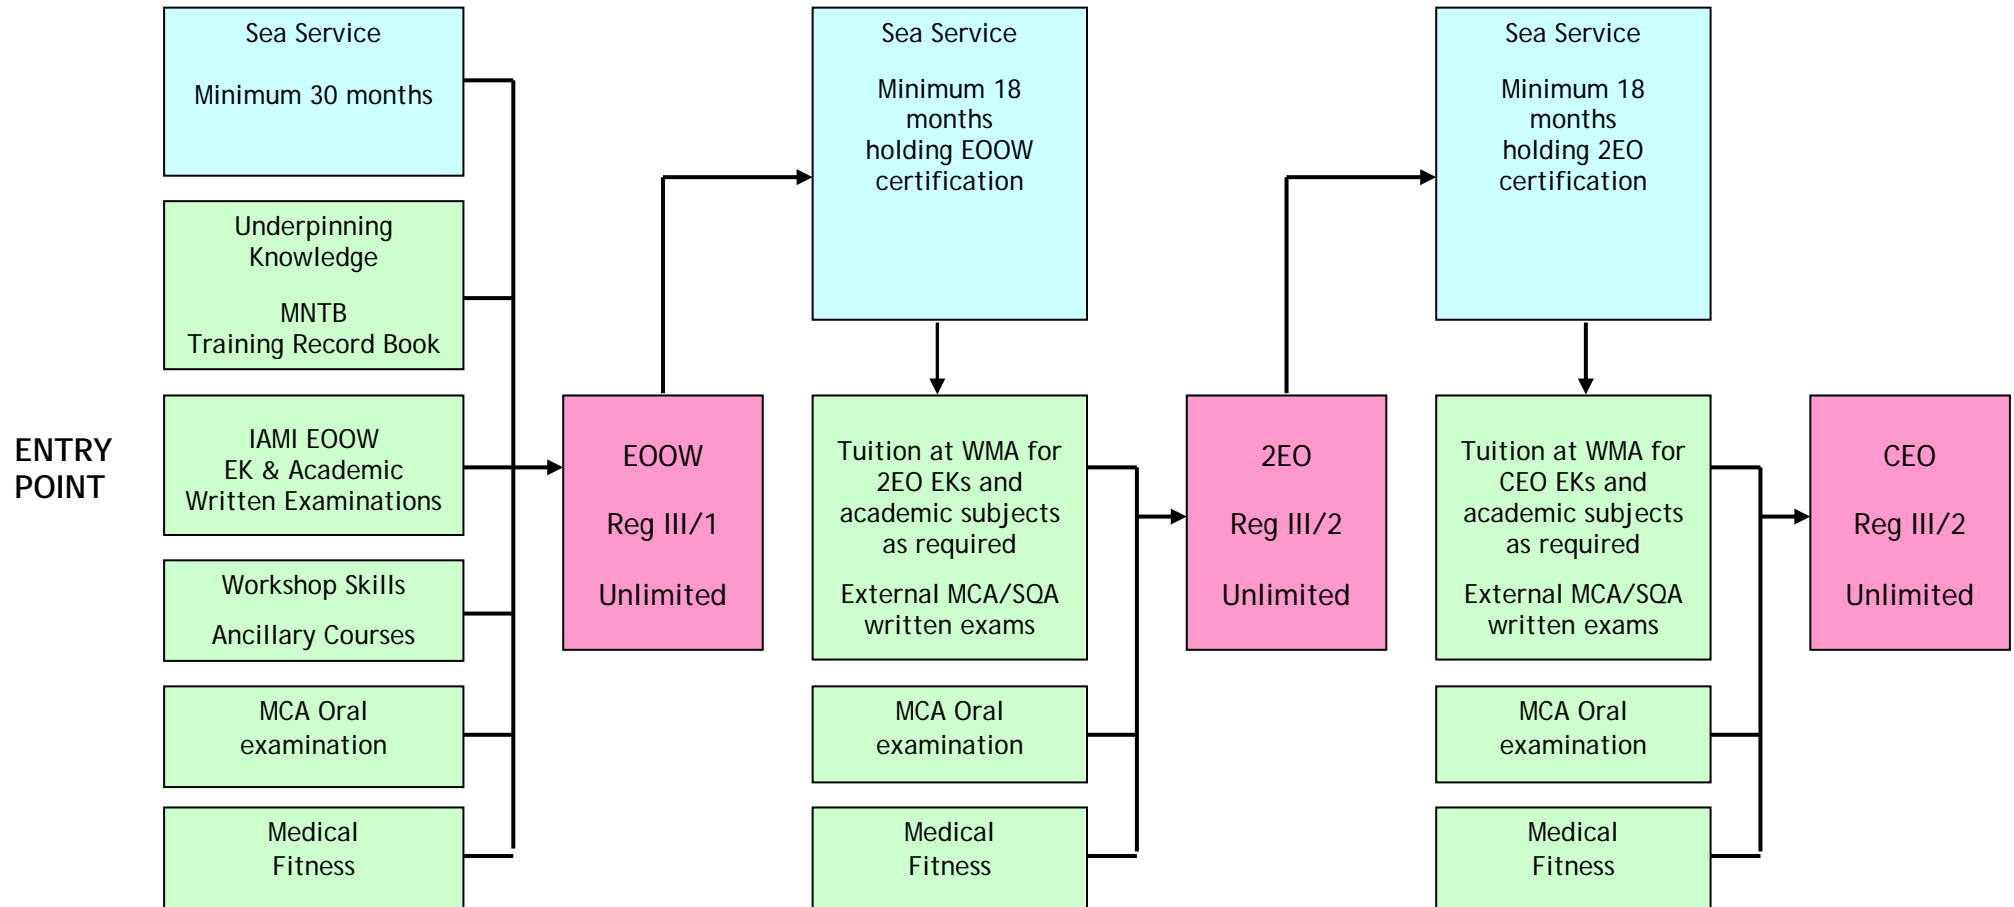 ENTRY
POINT
Sea Service
Minimum 30 months
Underpinning
Knowledge
MNTB
Training Record Book
IAMI EOOW
EK & Academic
Written Examinations
Workshop Skills
Ancillary Courses
MCA Oral
examination
Medical
Fitness
EOOW
Reg III/1
Unlimited
Sea Service
Minimum 18
months
holding EOOW
certification
Tuition at WMA for
2EO EKs and
academic subjects
as required
External MCA/SQA
written exams
MCA Oral
examination
Medical
Fitness
2EO
Reg III/2
Unlimited
Sea Service
Minimum 18
months
holding 2EO
certification
Tuition at WMA for
CEO EKs and
academic subjects
as required
External MCA/SQA
written exams
MCA Oral
examination
Medical
Fitness
CEO
Reg III/2
Unlimited